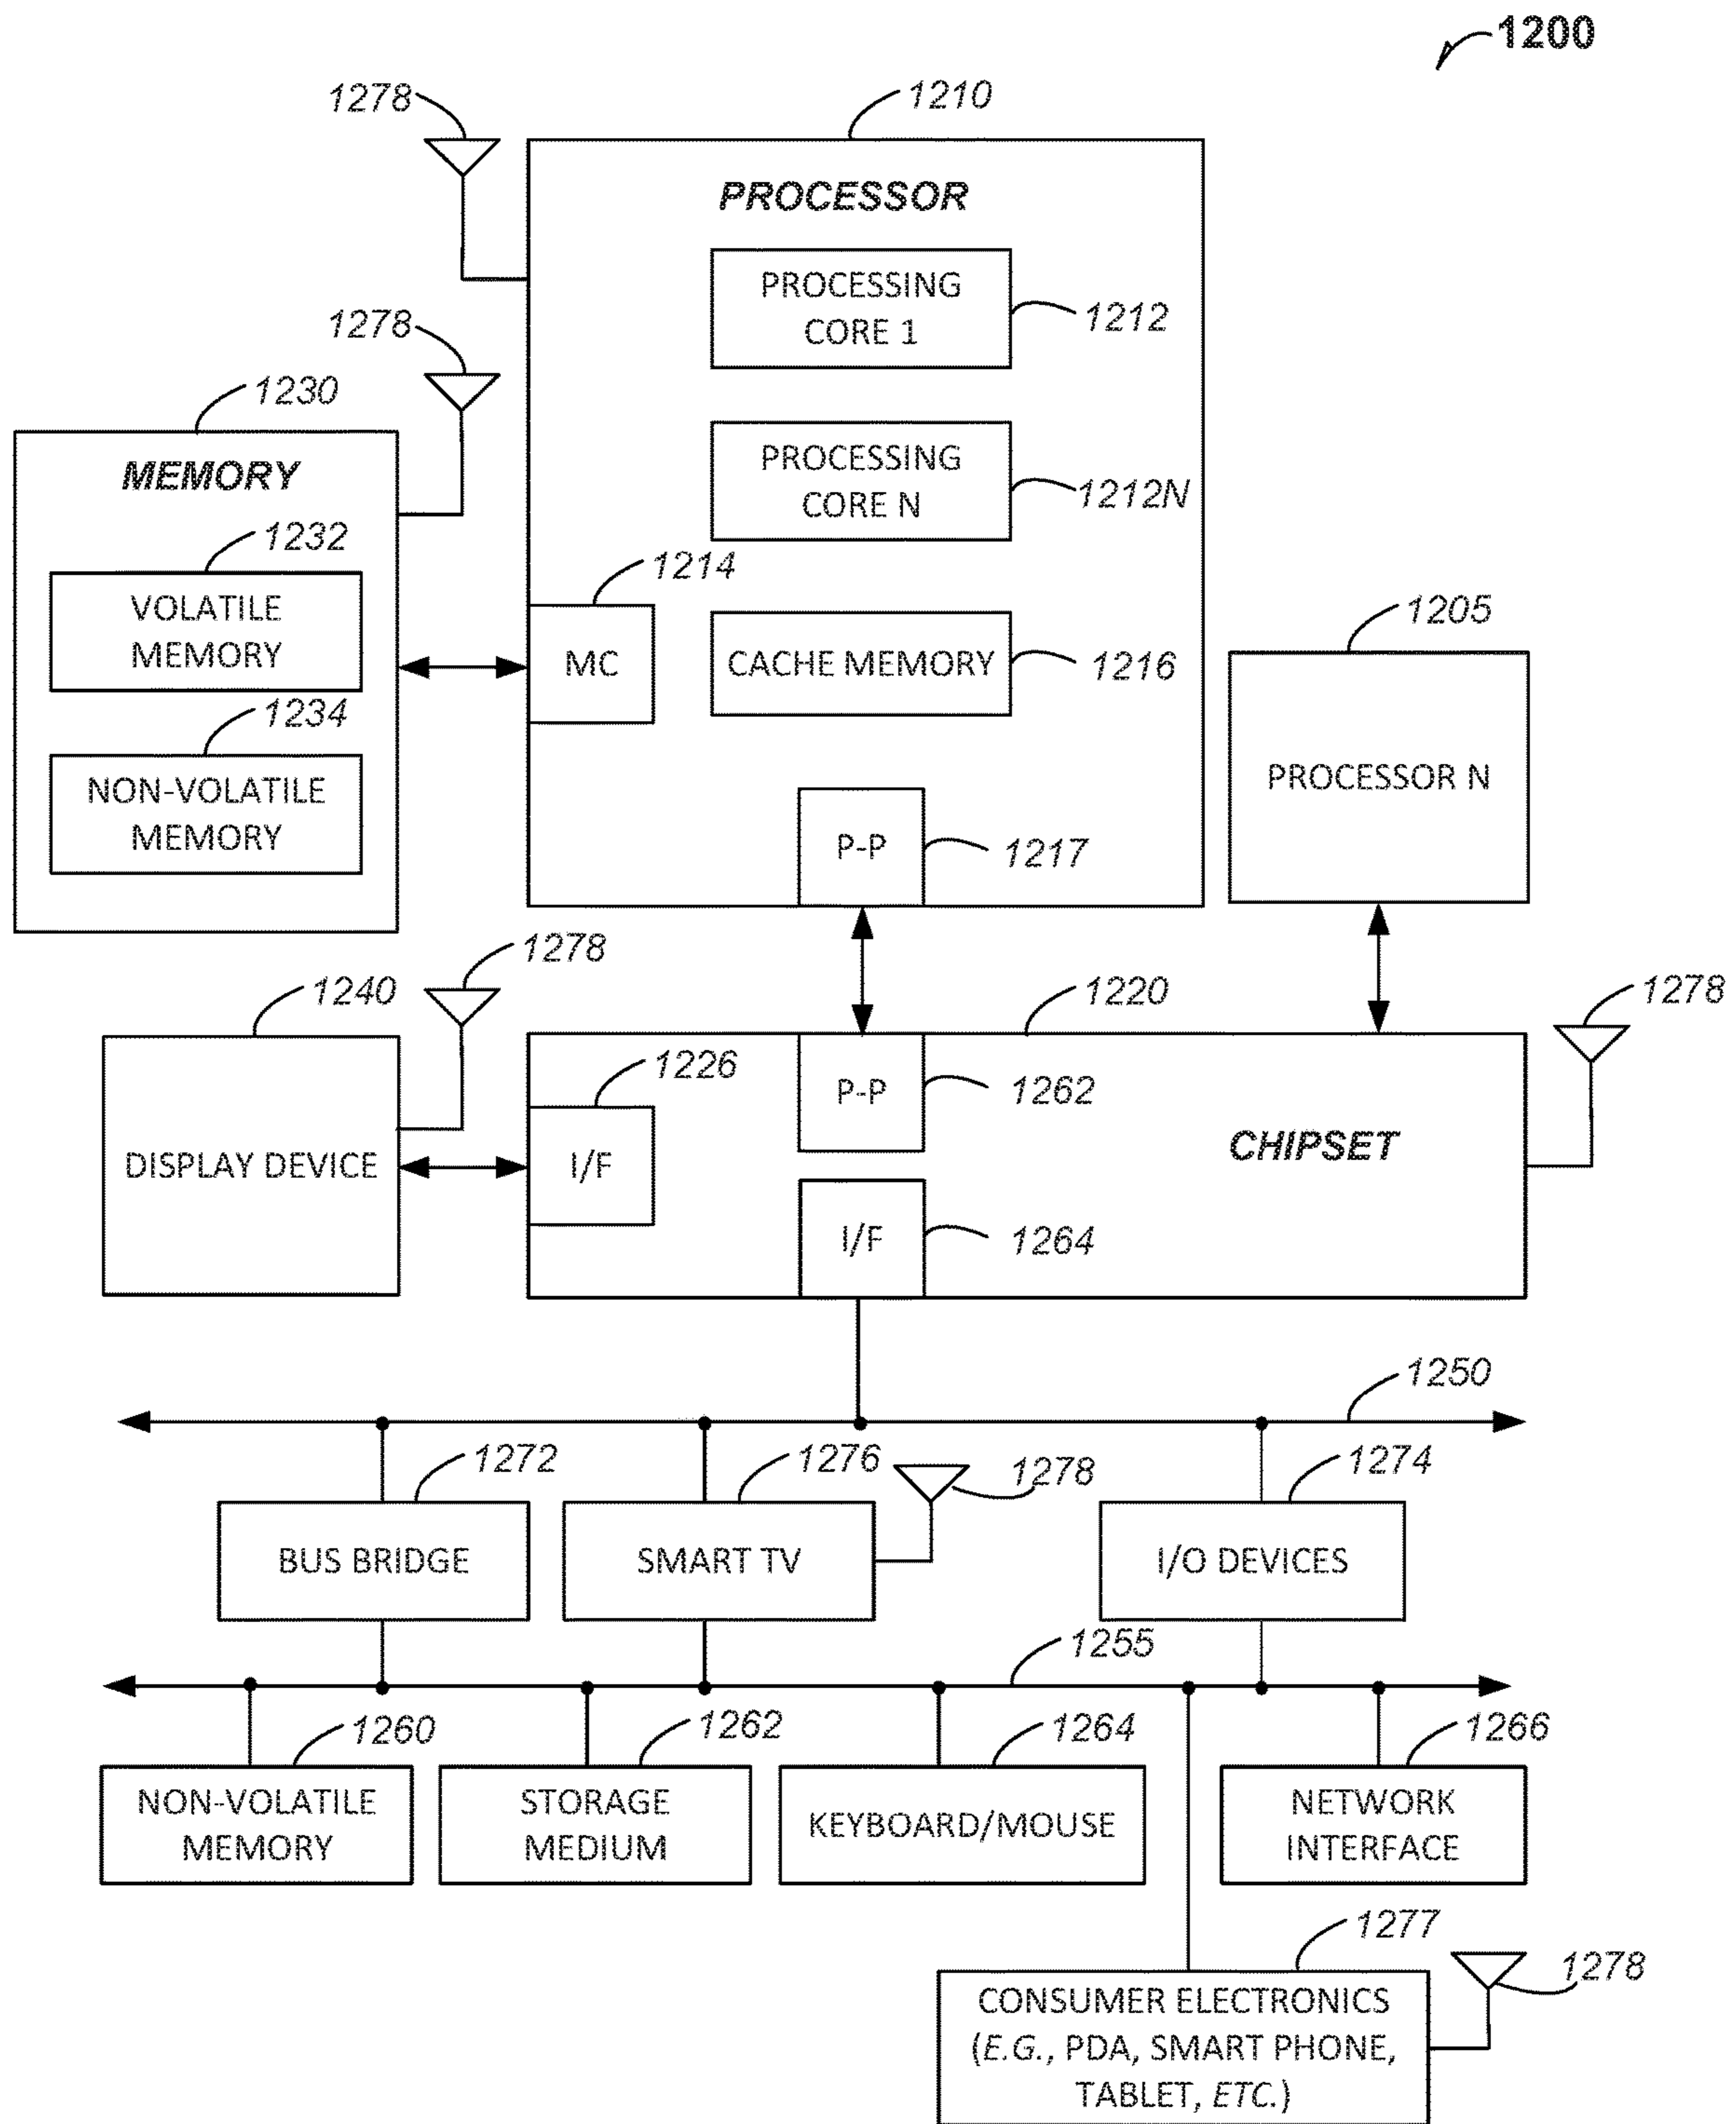 1200
1278
1210
PROCESSOR
PROCESSING
CORE 1
1212
1278
1230
MEMORY
PROCESSING
CORE N
1212N
1232
VOLATILE
MEMORY
1214
MC
CACHE MEMORY
1216
1205
PROCESSOR N
1234
NON-VOLATILE
MEMORY
P-P
1217
1278
1240
DISPLAY DEVICE
1220
1278
1226
I/F
P-P
1262
CHIPSET
I/F
1264
1250
1272
BUS BRIDGE
1276
SMART TV
1278
1274
I/O DEVICES
1255
1260
NON-VOLATILE
MEMORY
1262
STORAGE
MEDIUM
1264
KEYBOARD/MOUSE
1266
NETWORK
INTERFACE
1277
CONSUMER ELECTRONICS
(E.G., PDA, SMART PHONE,
TABLET, ETC.)
1278